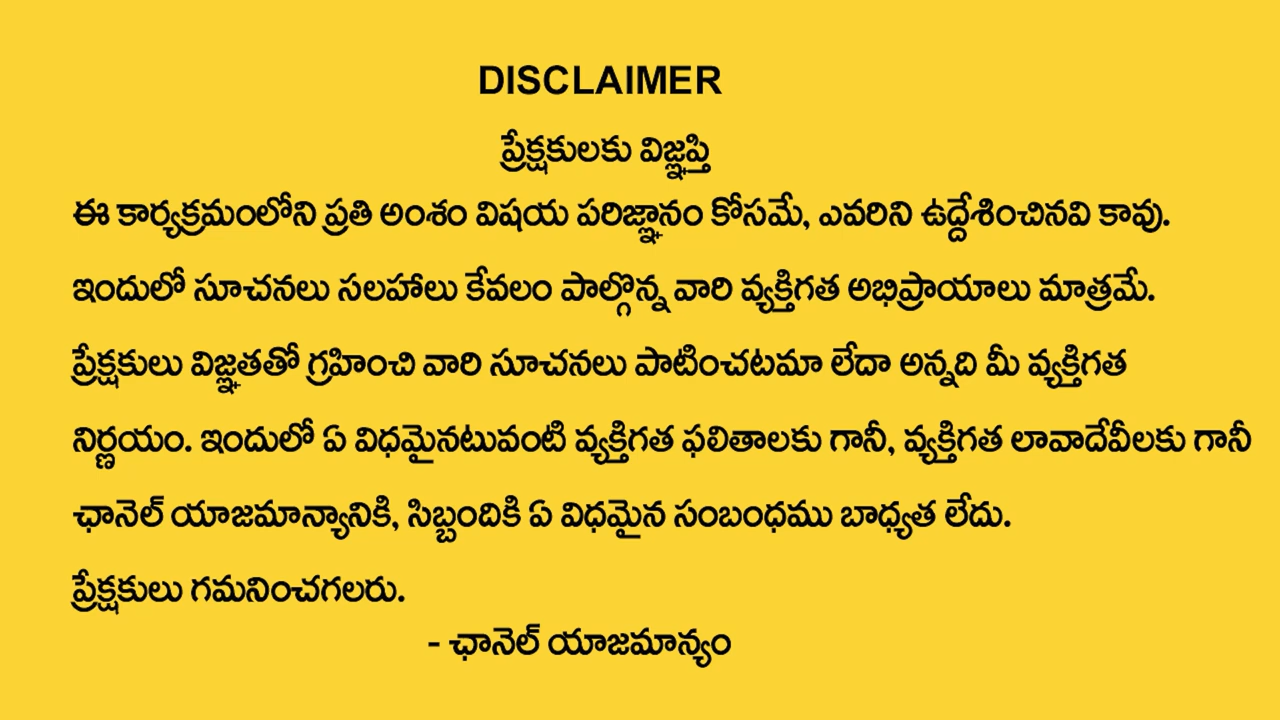 DISCLAIMER
ప్రేక్షకులకు విజ్ఞప్తి
ఈ కార్యక్రమంలోని ప్రతి అంశం విషయ పరిజ్ఞానం కోసమే, ఎవరిని ఉద్దేశించినవి కావు.
ఇందులో సూచనలు సలహాలు కేవలం పాల్గొన్న వారి వ్యక్తిగత అభిప్రాయాలు మాత్రమే.
ప్రేక్షకులు విజ్ఞతతో గ్రహించి వారి సూచనలు పాటించటమా లేదా అన్నది మీ వ్యక్తిగత
నిర్ణయం. ఇందులో ఏ విధమైనటువంటి వ్యక్తిగత ఫలితాలకు గానీ, వ్యక్తిగత లావాదేవీలకు గానీ
ఛానెల్ యాజమాన్యానికి, సిబ్బందికి ఏ విధమైన సంబంధము బాధ్యత లేదు.
ప్రేక్షకులు గమనించగలరు.
- ఛానెల్ యాజమాన్యం